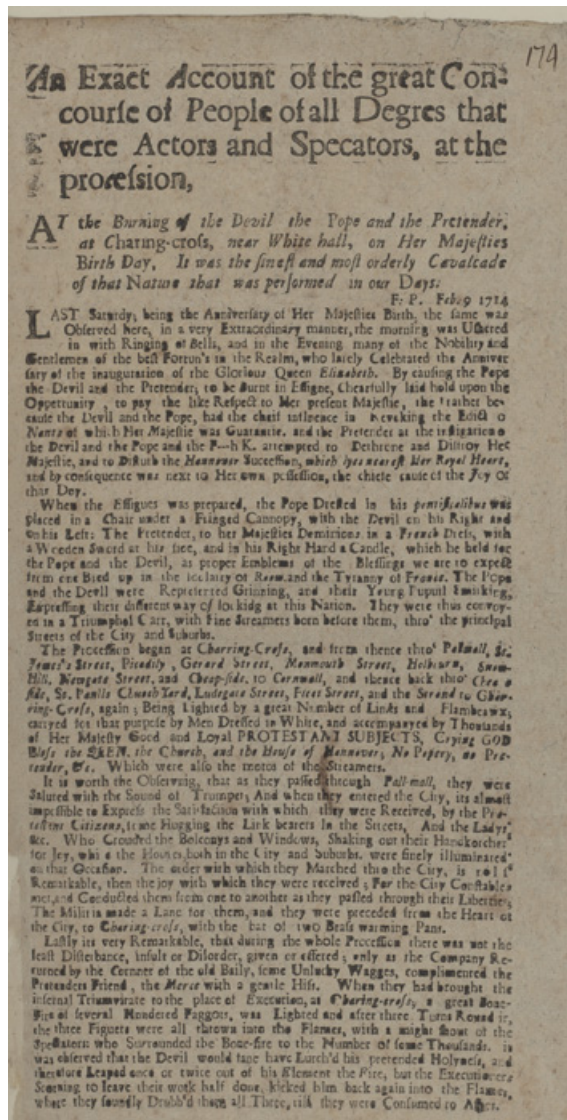 174
An Exact Account of the great Con-
course of People of all Degres that
were Actors and Specators, at the
procession,
AT the Burning of the Devil the Pope and the Pretender,
at Charing-cross, near White hall, on Her Majesties
Birth Day, It was the finest and most orderly Cavalcade
of that Nature that was performed in our Days:
F. P. Feb. 9 1714
LAST Saturdy, being the Anniversary of Her Majesties Birth, the same was
Observed here, in a very Extraordinary manner, the morning was Ushered
in with Ringing of Bells, and in the Evening many of the Nobility and
Gentlemen of the best Fortun's in the Realm, who lately Celebrated the Anniver
sary of the inauguration of the Glorious Queen Elisabeth. By causing the Pope
the Devil and the Pretender, to be Burnt in Effigne, Chearfully laid hold upon the
Oppertunity, to pay the like Respect to Her present Majestie, the rather be-
cause the Devil and the Pope, had the chief influence in Revoking the Edict o
Nants of which Her Majestie was Guarantie. and the Pretender at the instigation o
the Devil and the Pope and the F---h K. attempted to Dethrone and Distroy Her
Majestie, and to Disturb the Hannover Succession, which lyes nearest Her Royal Heart,
and by consequence was next to Her own possession, the chiefe cause of the Joy of
that Day.
When the Effigues was prepared, the Pope Drest in his pontificalibus was
placed in a Chair under a Fringed Cannopy, with the Devil on his Right and
on his Left: The Pretender, to her Majesties Dominions in a French Dress, with
a Wooden Sword at his side, and in his Right Hard a Candle, which he held for
the Pope and the Devil, as proper Emblems of the Blessings we are to expect
from one Bred up in the Idolatry of Room and the Tyranny of France. The Pope
and the Devil were Represented Grinning, and their Young Pupil Smirking,
Expressing their different way of lookidg at this Nation. They were thus convoy-
ed in a Triumphal Carr, with Fine Streamers born before them, thro' the principal
Streets of the City and Suburbs.
The Procession began at Charring-Cross, and from thence thro' Palmall, St.
James's Street, Picadily, Gerard Street, Monmouth Street, Holburn, Snow-
Hill, Newgate Street, and Cheap-side, to Cornwall, and thence back thro' Chea
side, St. Paulls Church Yard, Ludegate Street, Fleet Street, and the Strand to Char-
ring-Cross, again; Being Lighted by a great Number of Links and Flambeaux;
carryed for that purpose by Men Dressed in White, and accompanyed by Thousands
of Her Majesty Good and Loyal PROTESTANT SUBJECTS, Crying GOD
Bless the the Church, and the House of Hannover; No Popery, no Pre-
tender, &c. Which were also the motos of the Streamers.
It is worth the Observing, that as they passed through Pall-mall, they were
Saluted with the Sound of Trumpet; And when they entered the City, its almost
impossible to Express the Satisfaction with which they were Received, by the Pro-
testent Citizens, some Hugging the Link bearers in the Streets, And the Ladys
&c. Who Crouded the Bolconys and Windows, Shaking out their Handkorcher
for Joy, whi e the Houses both in the City and Suburbs. were finely illuminated
on that Occasion. The order with which they Marched thro the City, is
Remarkable, then the joy with which they were received; For the City Constables
met,and Conducted them from one to another as they passed through their Liberties;
The Militia made a Lane for them, and they were preceded from the Heart of
the City, to Charing-cross, with the of two Brass warming Pans.
Lastly its very Remarkable, that during the whole Procession there was not the
least Disturbance, insult or Disorder, given or offered; only as the Company Re-
turned by the Cornner of the old Baily, some Unlucky Wagges, complimented the
Pretenders Friend, the Merce with a gentle Hiss. When they had brought the
infernal Triumvirate to the place of Execution, at Charing-cross, a great Bone-
fire of several Hundered Faggots, was Lighted and after three Turns Round it,
the three Figuers were all thrown into the Flames, with a might shout of the
Spectators who Surrounded the Bone-fire to the Number of some Thousands. it
was observed that the Devil would fane have Lurch'd his pretended Holyness, and
therefore Leaped once or twice out of his Element the Fire, but the Executioners
Scorning to leave their work half done, kicked him back again into the Flames,
where they soundly Drubb'd them all Three, till they were Consumed to Ashes.